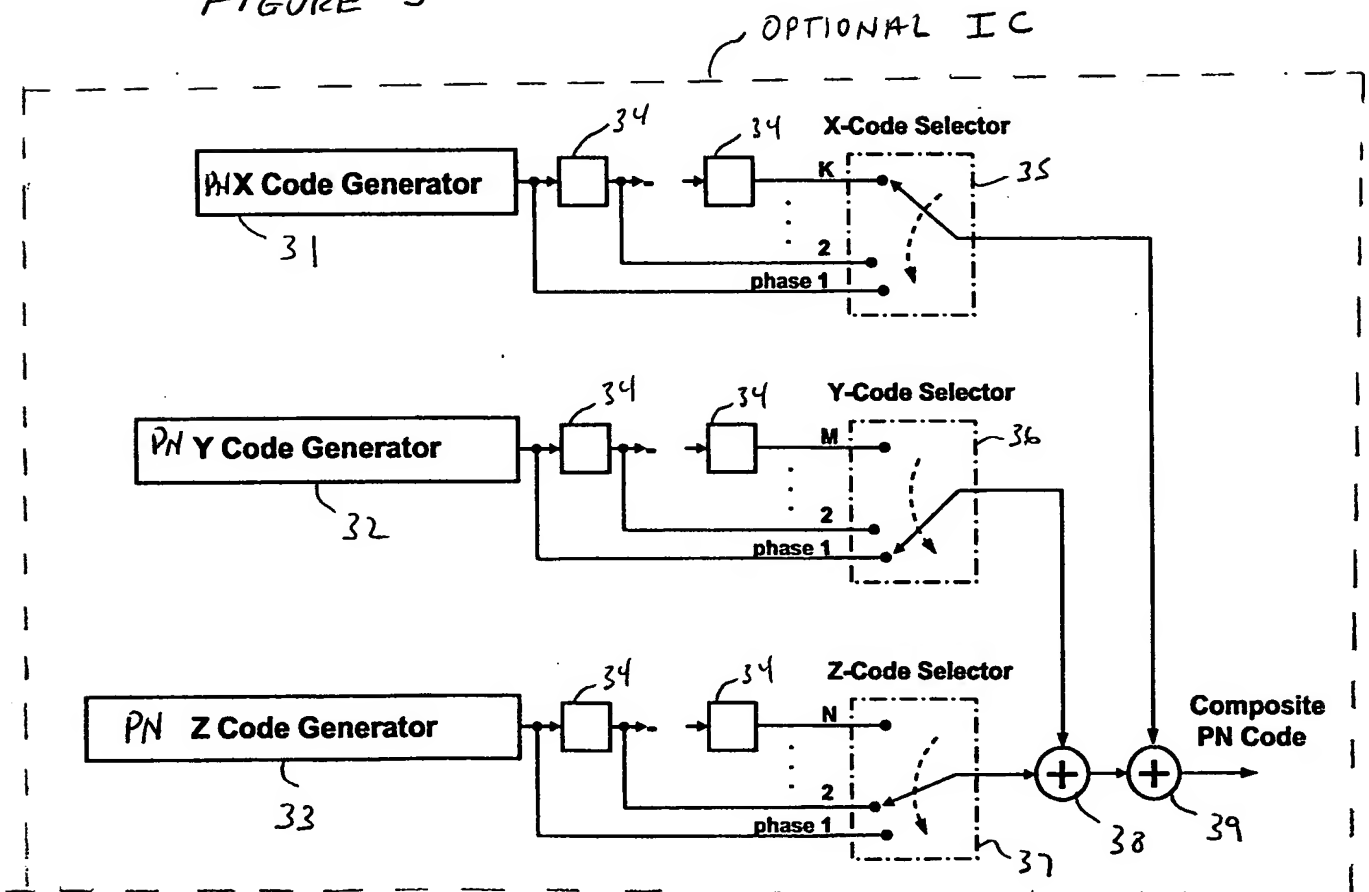 FIGURE 3
OPTIONAL IC
34
34
X-Code Selector
PN X Code Generator
K
35
31
2
phase 1
34
34
Y-Code Selector
PN Y Code Generator
M
36
32
2
phase 1
34
34
Z-Code Selector
PN Z Code Generator
N
Composite
PN Code
33
2
phase 1
37
38
39